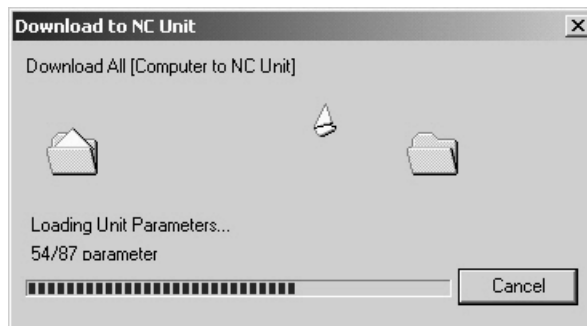 Download to NC Unit
Download All [Computer to NC Unit]
Loading Unit Parameters...
54/87 parameter
Cancel